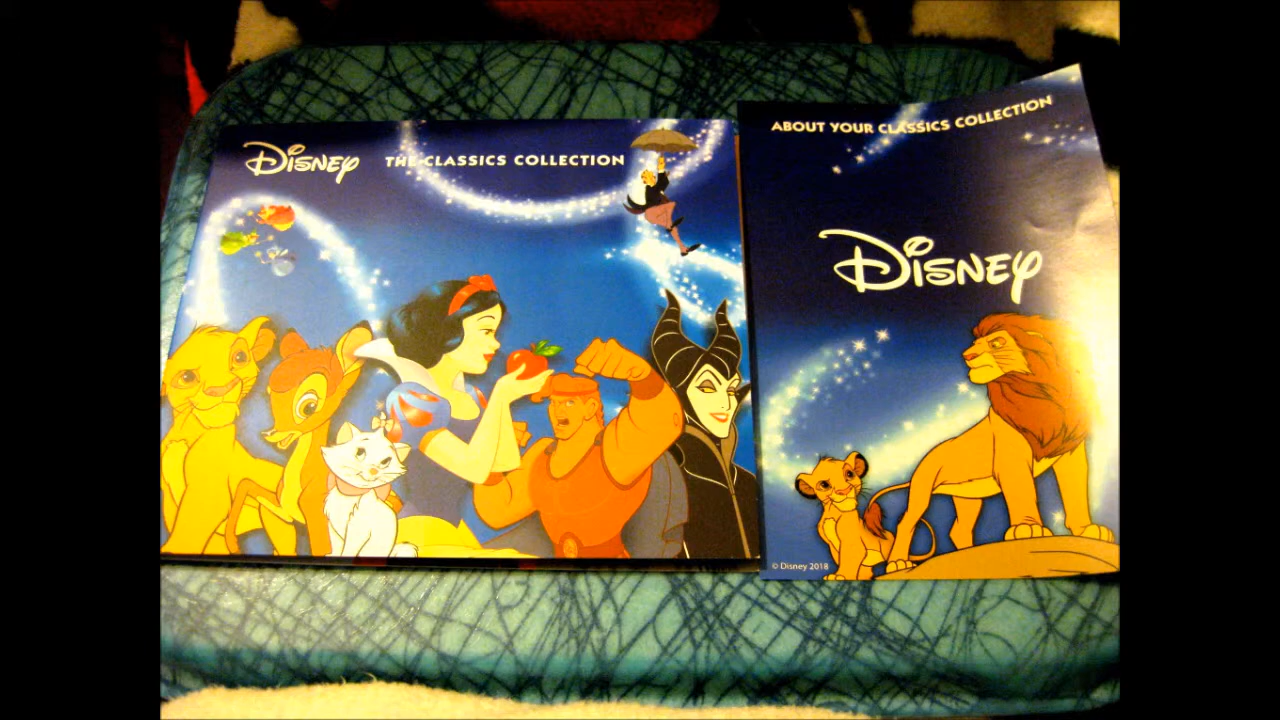 Disney THE CLASSICS COLLECTION
ABOUT YOUR CLASSICS COLLECTION
Disney
© Disney 2018